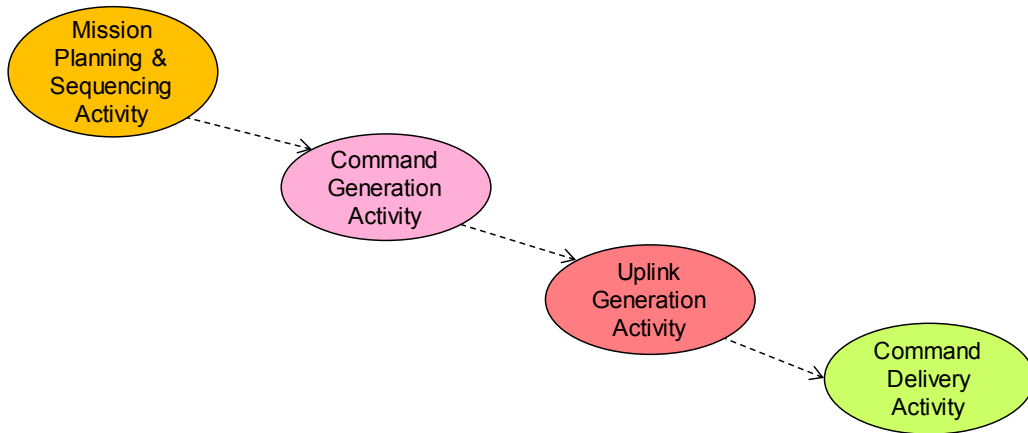 Mission
Planning &
Sequencing
Activity
Command
Generation
Activity
Uplink
Generation
Activity
Command
Delivery
Activity